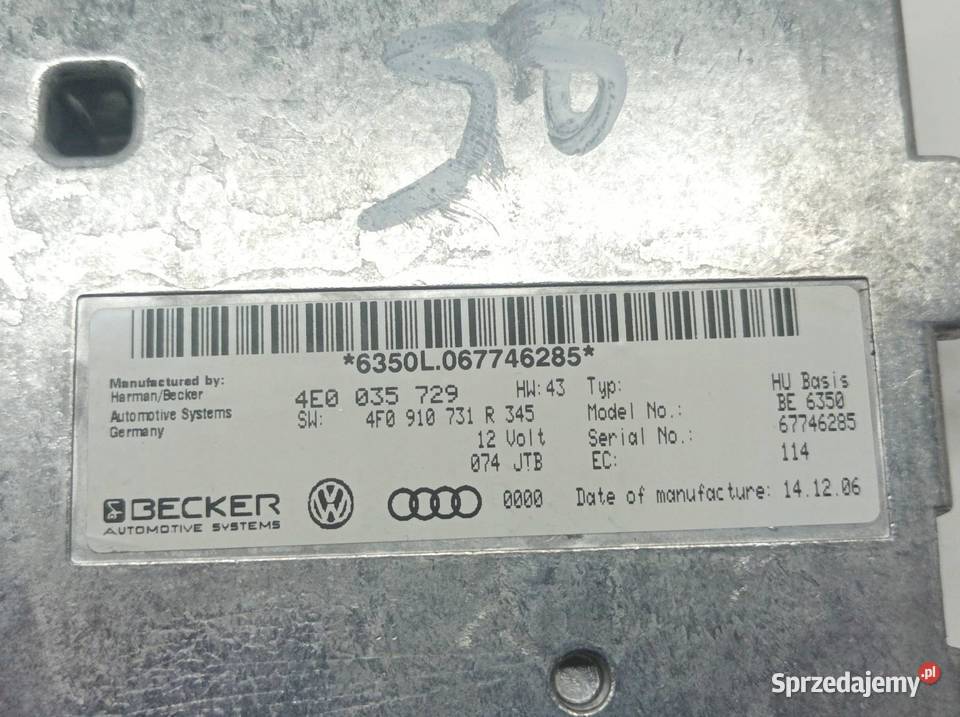 50
*6350L.067746285*
Manufactured by:
Harman/Becker
Automotive Systems
Germany
4E0 035 729 HW:43
SW: 4F0 910 731 R 345
12 Volt
074 JTB
0000
Typ: HU Basis
Model No.: BE 6350
Serial No.: 67746285
EC: 114
Date of manufacture: 14.12.06
BECKER
AUTOMOTIVE SYSTEMS
Sprzedajemy.pl